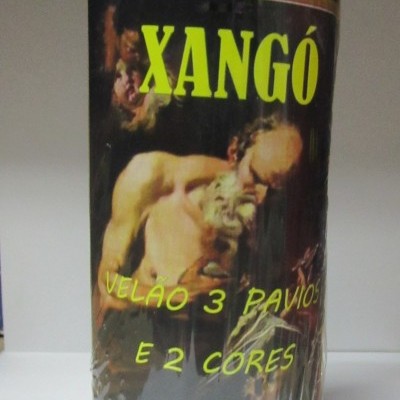 XANGÓ
VELÃO 3 PAVIOS
E 2 CORES